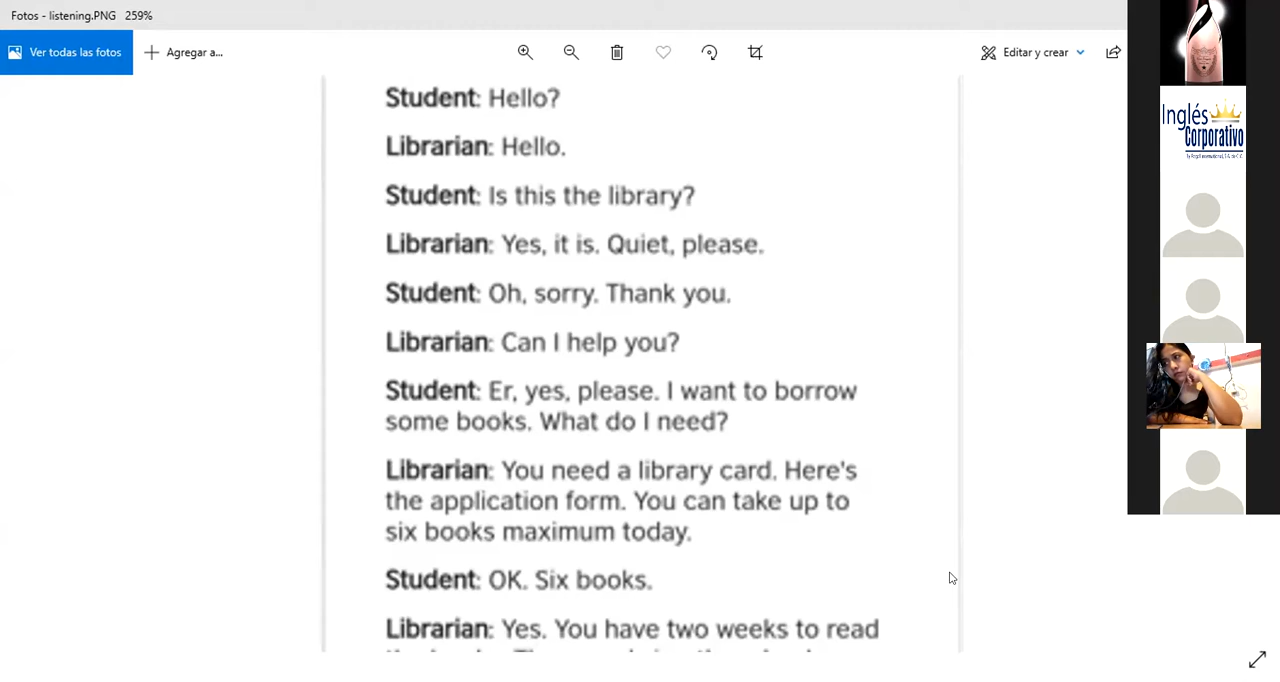 Fotos - listening.PNG 259%
Ver todas las fotos
Agregar a...
Editar y crear
Student: Hello?
Librarian: Hello.
Student: Is this the library?
Librarian: Yes, it is. Quiet, please.
Student: Oh, sorry. Thank you.
Librarian: Can I help you?
Student: Er, yes, please. I want to borrow
some books. What do I need?
Librarian: You need a library card. Here's
the application form. You can take up to
six books maximum today.
Student: OK. Six books.
Librarian: Yes. You have two weeks to read
Inglés
Corporativo